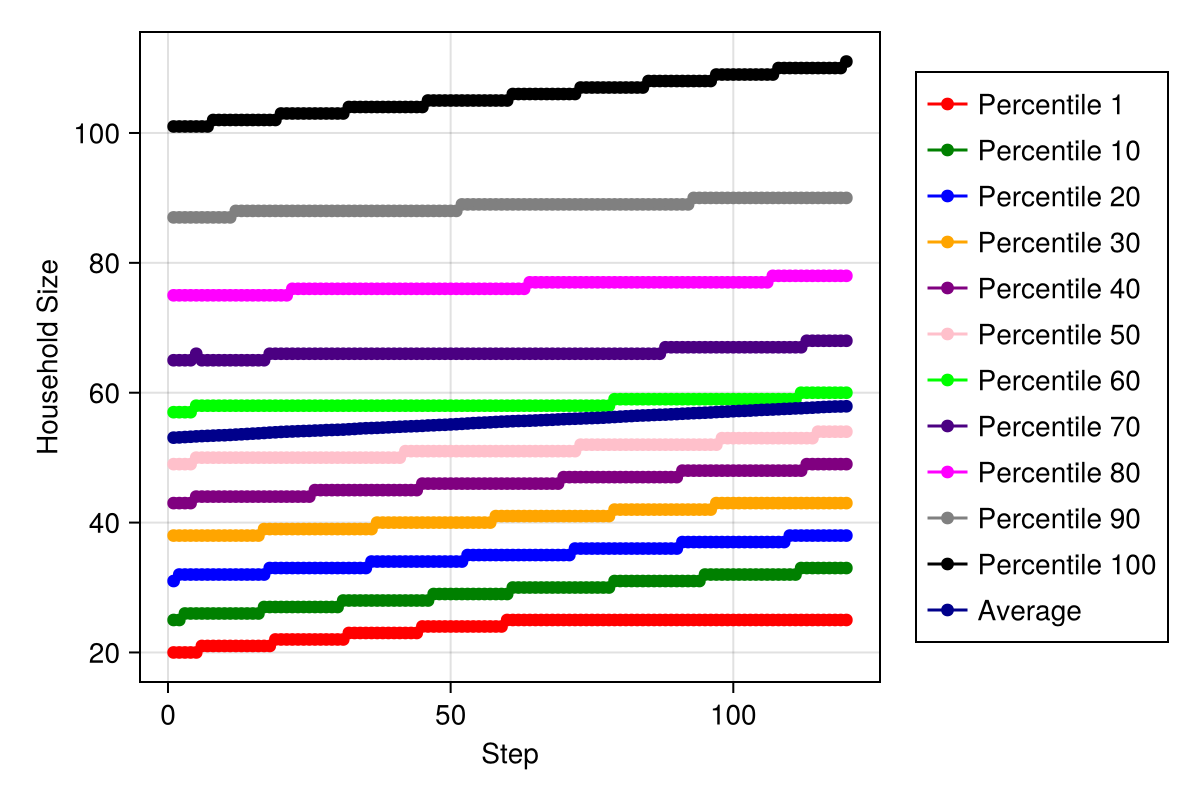 Household Size
100
80
60
40
20
0
50
100
Step
Percentile 1
Percentile 10
Percentile 20
Percentile 30
Percentile 40
Percentile 50
Percentile 60
Percentile 70
Percentile 80
Percentile 90
Percentile 100
Average